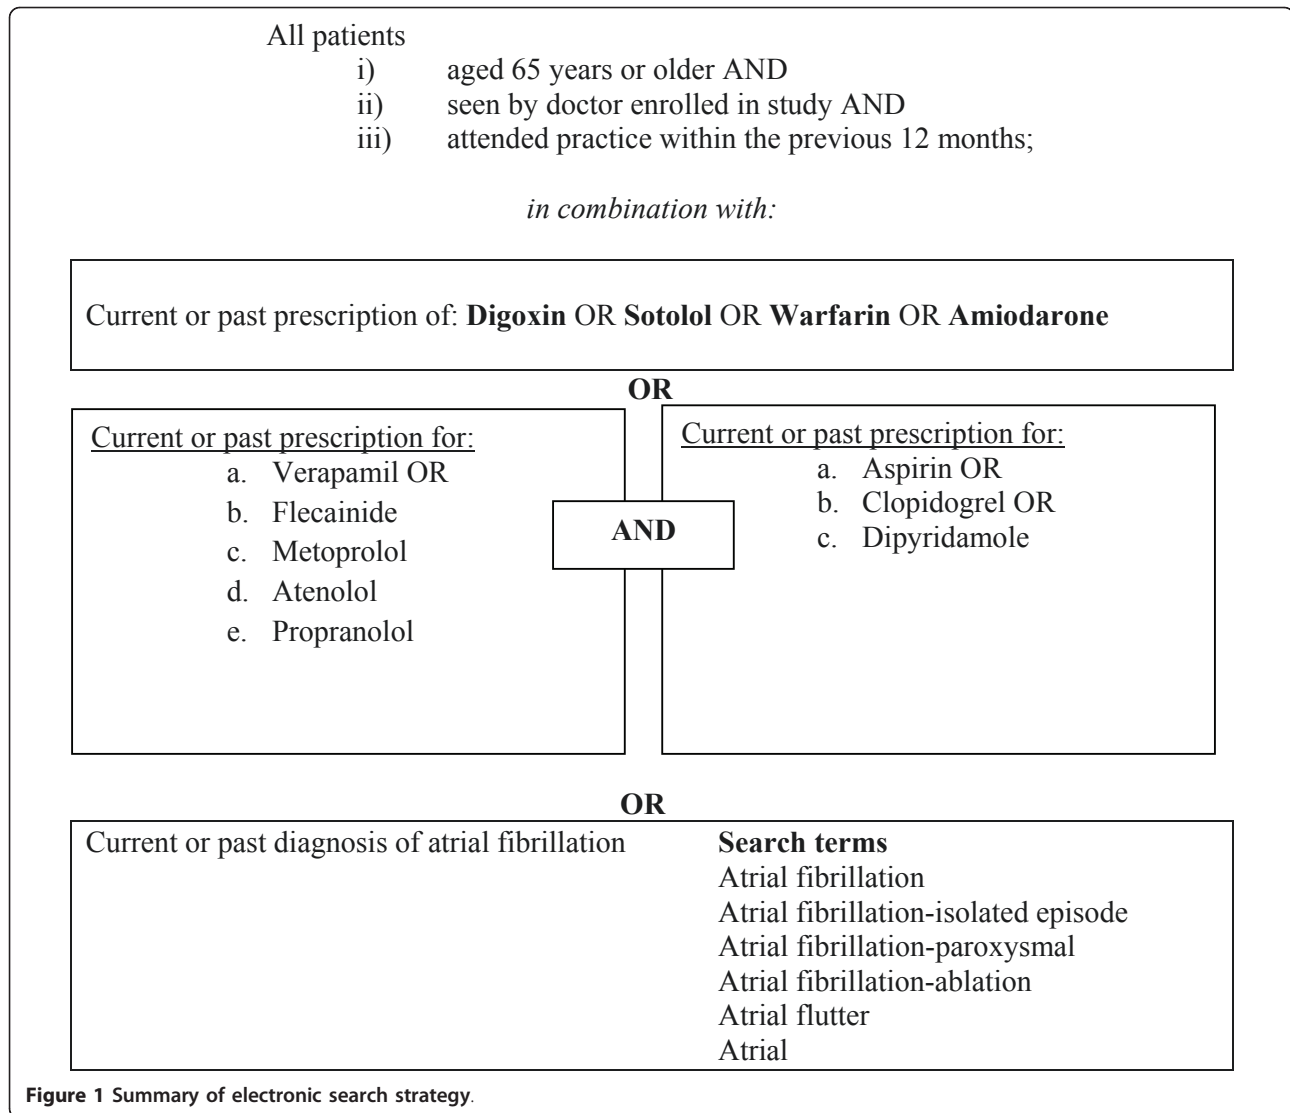 All patients
i) aged 65 years or older AND
ii) seen by doctor enrolled in study AND
iii) attended practice within the previous 12 months;
in combination with:
Current or past prescription of: Digoxin OR Sotolol OR Warfarin OR Amiodarone
OR
Current or past prescription for:
a. Verapamil OR
b. Flecainide
c. Metoprolol
d. Atenolol
e. Propranolol
AND
Current or past prescription for:
a. Aspirin OR
b. Clopidogrel OR
c. Dipyridamole
OR
Current or past diagnosis of atrial fibrillation
Search terms
Atrial fibrillation
Atrial fibrillation-isolated episode
Atrial fibrillation-paroxysmal
Atrial fibrillation-ablation
Atrial flutter
Atrial
Figure 1 Summary of electronic search strategy.